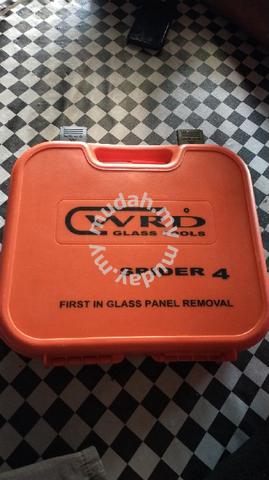 WRD
GLASS TOOLS
SPIDER 4
FIRST IN GLASS PANEL REMOVAL
mudah.my
mudah.my